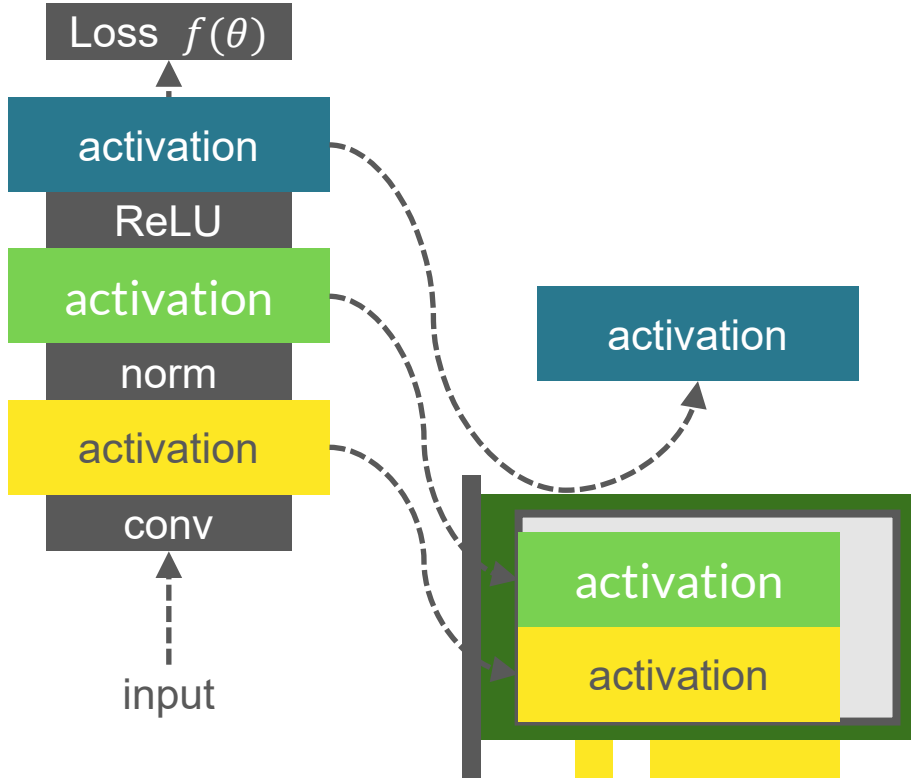 Loss f(θ)
activation
ReLU
activation
norm
activation
conv
input
activation
activation
activation